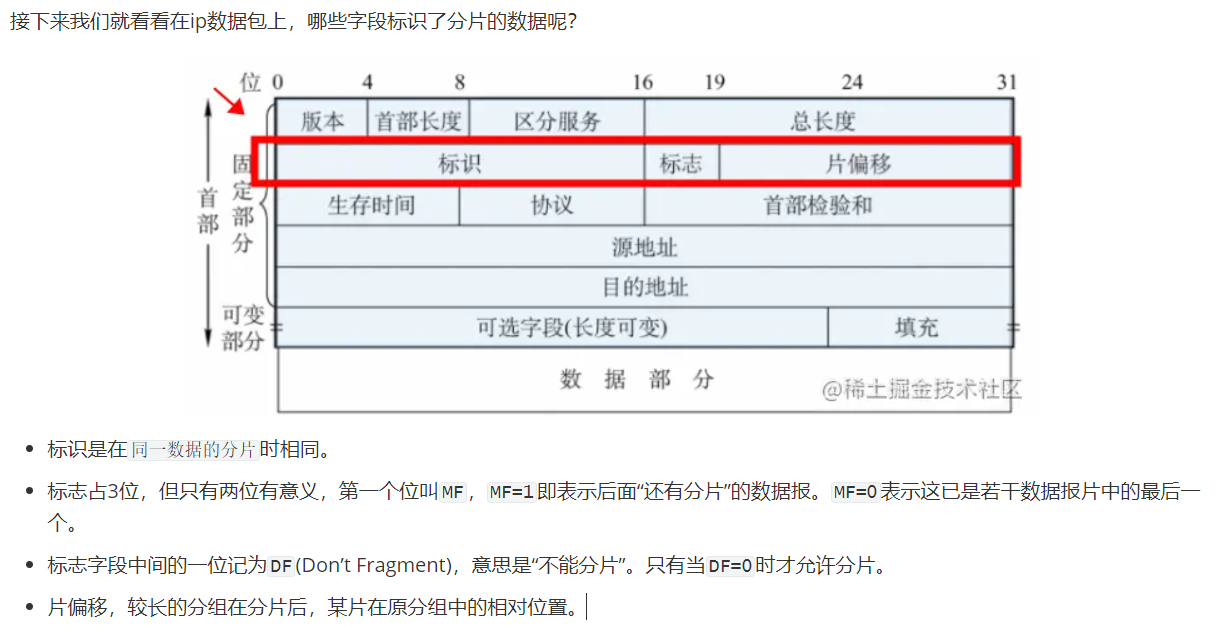 接下来我们就看看在ip数据包上，哪些字段标识了分片的数据呢？
位 0 4 8 16 19 24 31
版本 首部长度 区分服务 总长度
标识 标志 片偏移
生存时间 协议 首部检验和
源地址
目的地址
可选字段(长度可变) 填充
数 据 部 分
首部
固定部分
可变部分
@稀土掘金技术社区
标识是在同一数据的分片时相同。
标志占3位，但只有两位有意义，第一个位叫MF，MF=1即表示后面“还有分片”的数据报。MF=0表示这已是若干数据报片中的最后一
个。
标志字段中间的一位记为DF(Don’t Fragment)，意思是“不能分片”。只有当DF=0时才允许分片。
片偏移，较长的分组在分片后，某片在原分组中的相对位置。